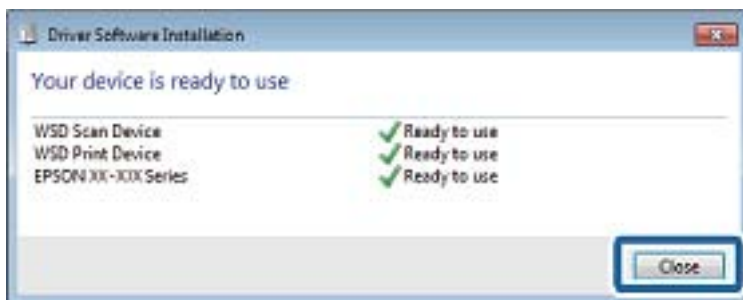 Driver Software Installation
Your device is ready to use
WSD Scan Device Ready to use
WSD Print Device Ready to use
EPSON XX-XXX Series Ready to use
Close